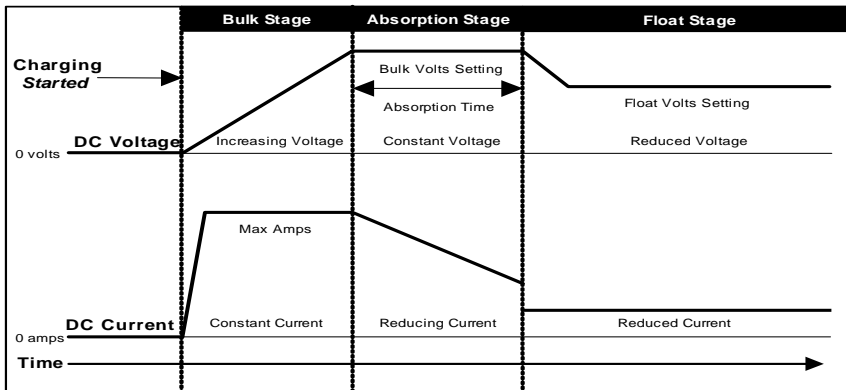 Bulk Stage Absorption Stage Float Stage
Charging
Started
Bulk Volts Setting
Absorption Time
Float Volts Setting
DC Voltage
Increasing Voltage Constant Voltage Reduced Voltage
0 volts
Max Amps
DC Current
Constant Current Reducing Current Reduced Current
0 amps
Time